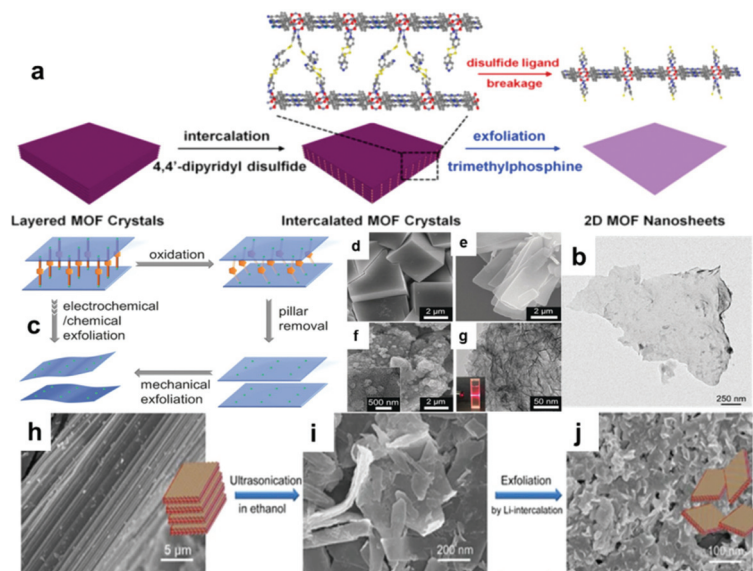 a
disulfide ligand
breakage
intercalation
4,4'-dipyridyl disulfide
exfoliation
trimethylphosphine
Layered MOF Crystals
Intercalated MOF Crystals
2D MOF Nanosheets
oxidation
electrochemical
/chemical
exfoliation
c
pillar
removal
mechanical
exfoliation
d
2 μm
e
2 μm
f
500 nm
2 μm
g
50 nm
b
250 nm
h
5 μm
Ultrasonication
in ethanol
i
200 nm
Exfoliation
by Li-intercalation
j
100 nm